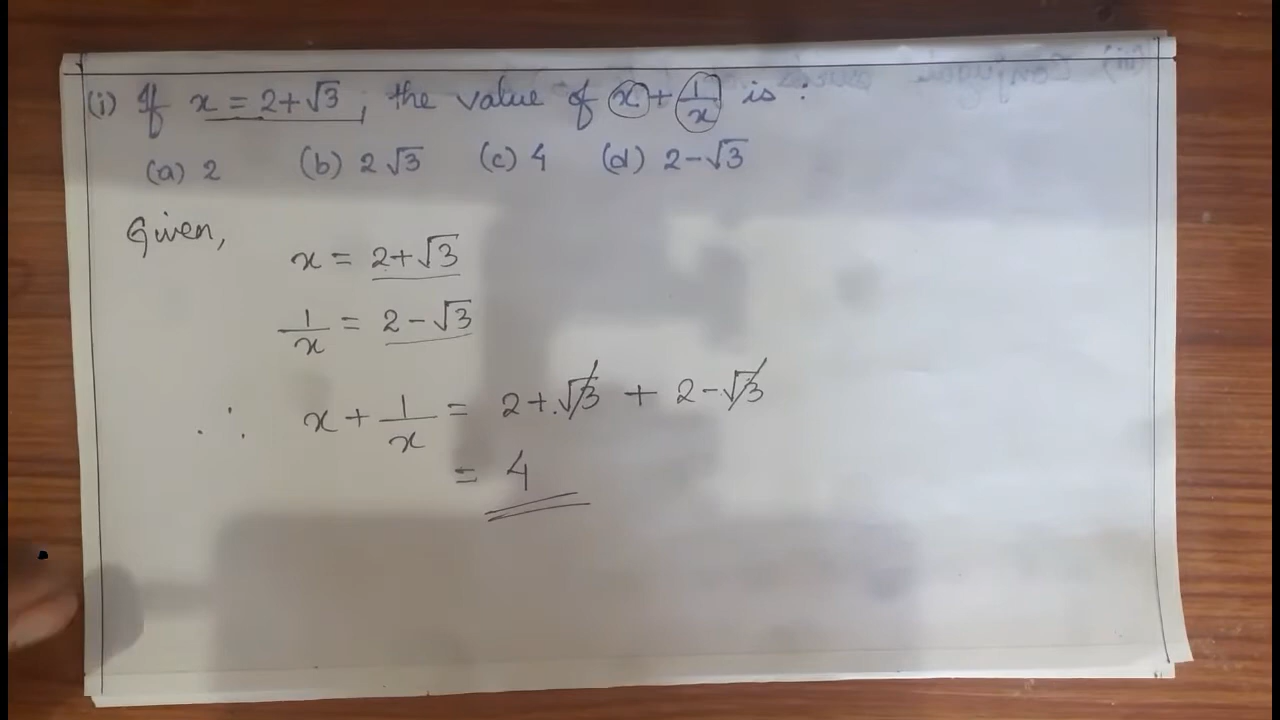 (i) If x = 2+√3, the value of x + 1/x is :
(a) 2 (b) 2√3 (c) 4 (d) 2-√3
Given,
x = 2+√3
1/x = 2-√3
∴ x + 1/x = 2+√3 + 2-√3
= 4